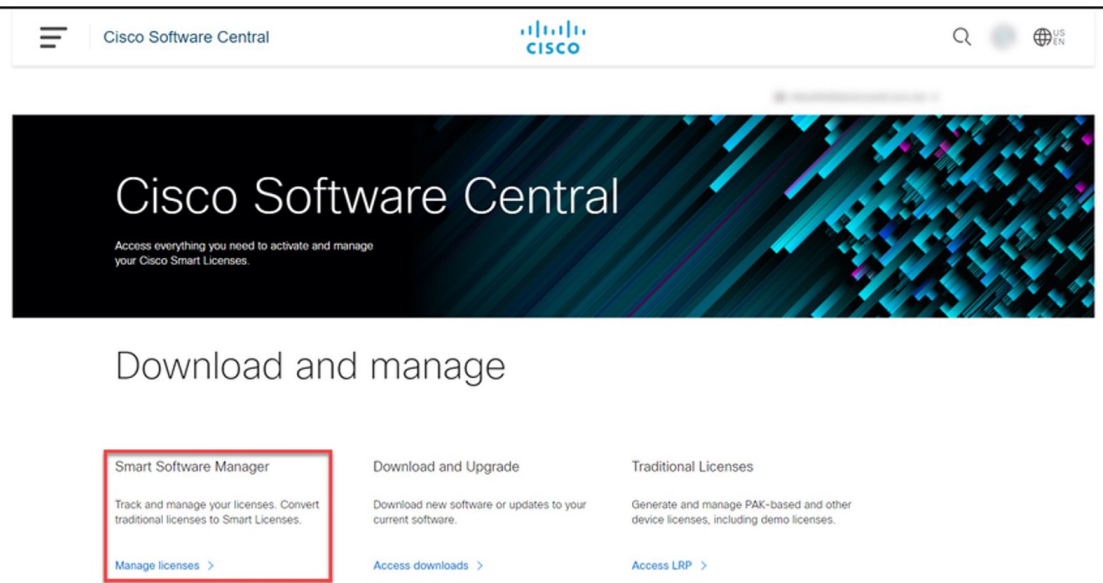 Cisco Software Central
CISCO
US
EN
Cisco Software Central
Access everything you need to activate and manage
your Cisco Smart Licenses.
Download and manage
Smart Software Manager
Track and manage your licenses. Convert
traditional licenses to Smart Licenses.
Manage licenses >
Download and Upgrade
Download new software or updates to your
current software.
Access downloads >
Traditional Licenses
Generate and manage PAK-based and other
device licenses, including demo licenses.
Access LRP >